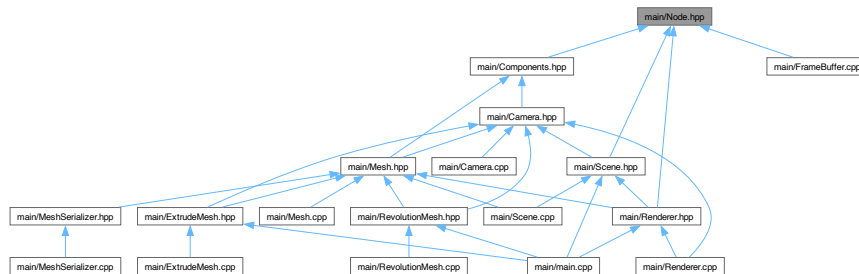 main/Node.hpp
main/Components.hpp
main/FrameBuffer.cpp
main/Camera.hpp
main/Mesh.hpp
main/Camera.cpp
main/Scene.hpp
main/MeshSerializer.hpp
main/ExtrudeMesh.hpp
main/Mesh.cpp
main/RevolutionMesh.hpp
main/Scene.cpp
main/Renderer.hpp
main/MeshSerializer.cpp
main/ExtrudeMesh.cpp
main/RevolutionMesh.cpp
main/main.cpp
main/Renderer.cpp